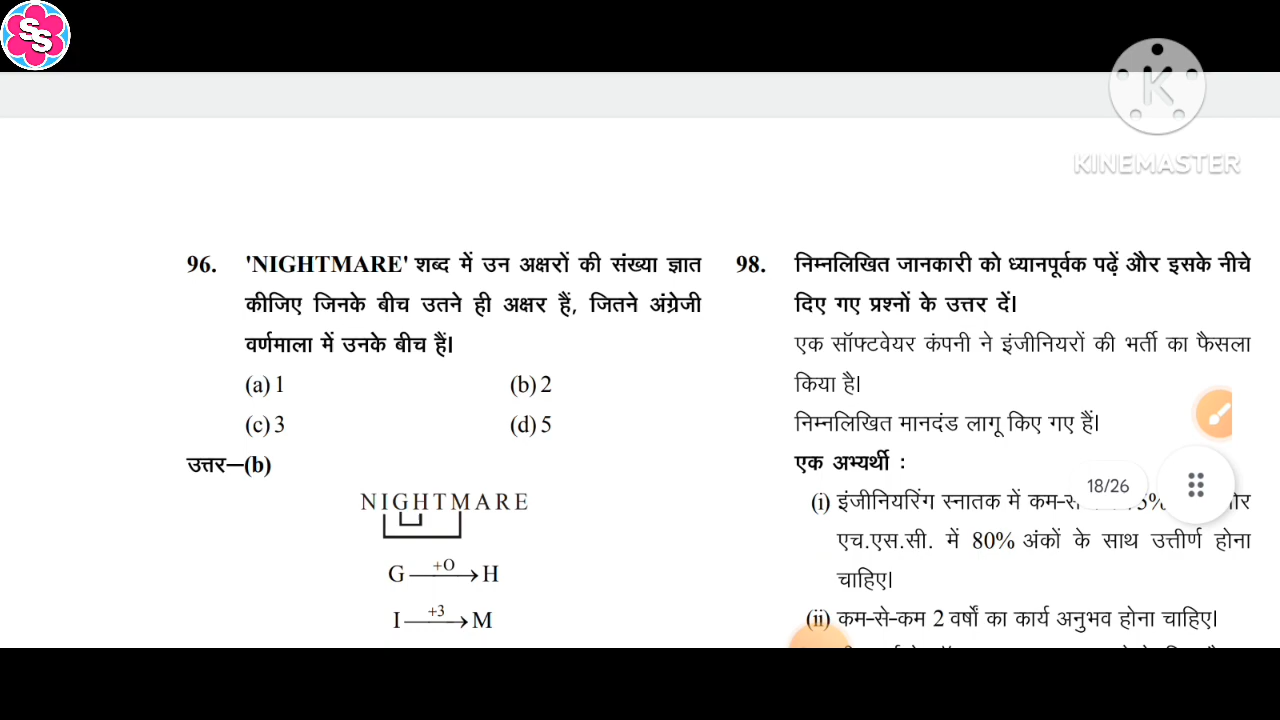 SS
KINEMASTER
96. 'NIGHTMARE' शब्द में उन अक्षरों की संख्या ज्ञात
कीजिए जिनके बीच उतने ही अक्षर हैं, जितने अंग्रेजी
वर्णमाला में उनके बीच हैं।
(a) 1 (b) 2
(c) 3 (d) 5
उत्तर—(b)
NIGHTMARE
G +O H
I +3 M
98. निम्नलिखित जानकारी को ध्यानपूर्वक पढ़ें और इसके नीचे
दिए गए प्रश्नों के उत्तर दें।
एक सॉफ्टवेयर कंपनी ने इंजीनियरों की भर्ती का फैसला
किया है।
निम्नलिखित मानदंड लागू किए गए हैं।
एक अभ्यर्थी :
18/26
(i) इंजीनियरिंग स्नातक में
एच.एस.सी. में 80% अंकों के साथ उत्तीर्ण होना
चाहिए।
(ii) कम-से-कम 2 वर्षों का कार्य अनुभव होना चाहिए।